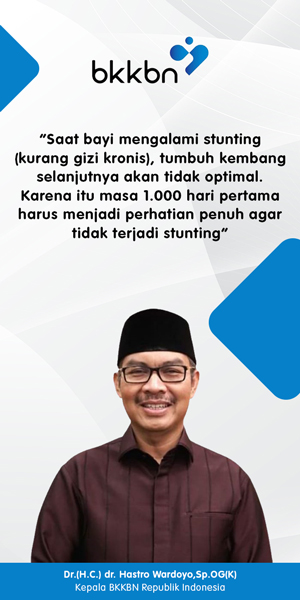 bkkbn
"Saat bayi mengalami stunting
(kurang gizi kronis), tumbuh kembang
selanjutnya akan tidak optimal.
Karena itu masa 1.000 hari pertama
harus menjadi perhatian penuh agar
tidak terjadi stunting"
Dr.(H.C.) dr. Hastro Wardoyo,Sp.OG(K)
Kepala BKKBN Republik Indonesia